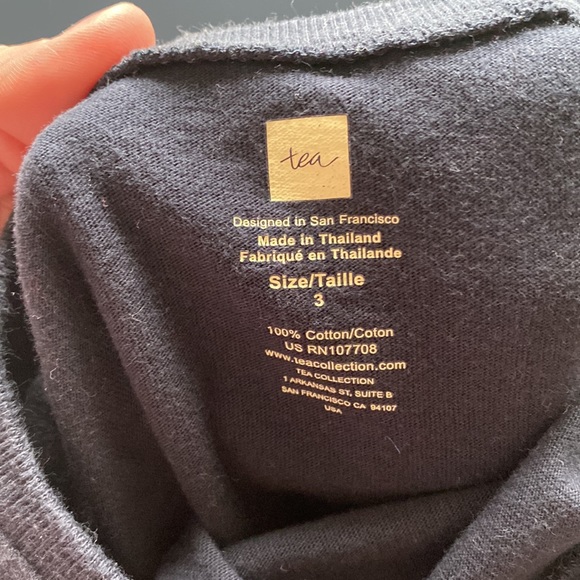 tea
Designed in San Francisco
Made in Thailand
Fabriqué en Thaïlande
Size/Taille
3
100% Cotton/Coton
US RN107708
www.teacollection.com
TEA COLLECTION
1 ARKANSAS ST, SUITE B
SAN FRANCISCO CA 94107
USA